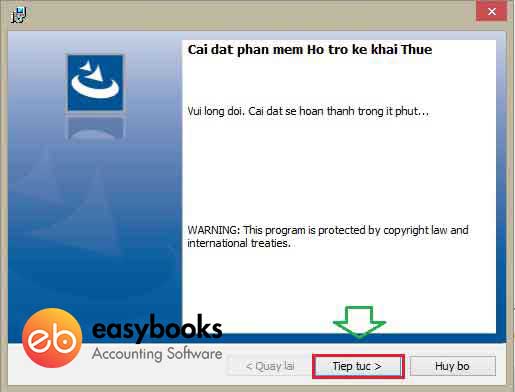 Cai dat phan mem Ho tro ke khai Thue
Vui long doi. Cai dat se hoan thanh trong it phut...
WARNING: This program is protected by copyright law and
international treaties.
eb easybooks
Accounting Software
< Quay lai Tiep tuc > Huy bo